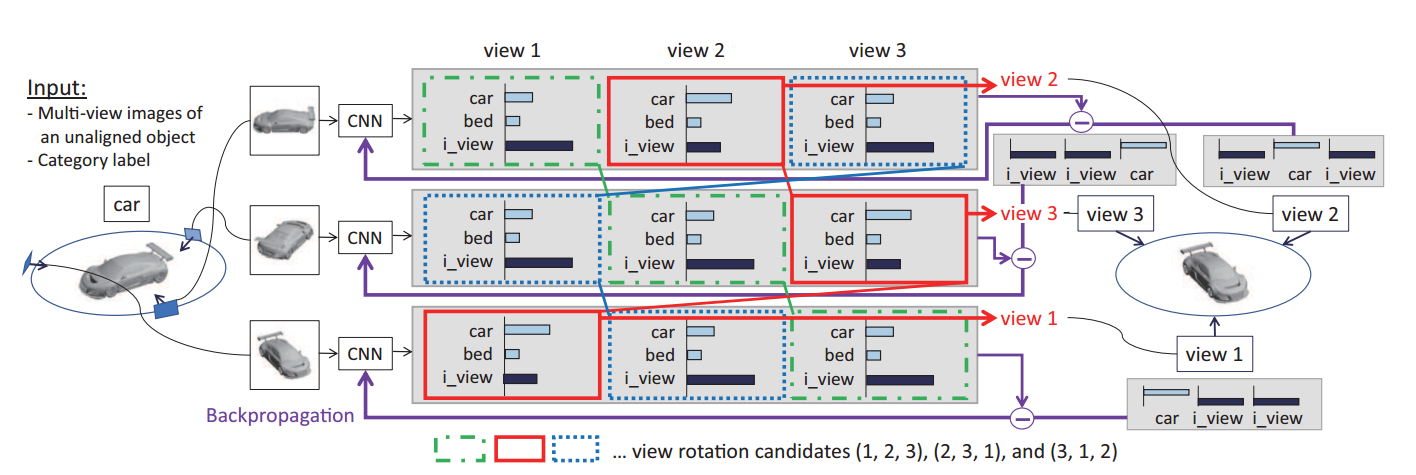 view 1
view 2
view 3
Input:
- Multi-view images of
an unaligned object
- Category label
car
CNN
car
bed
i_view
car
bed
i_view
car
bed
i_view
view 2
i_view
i_view
car
i_view
car
i_view
CNN
car
bed
i_view
car
bed
i_view
car
bed
i_view
view 3
view 3
view 2
CNN
car
bed
i_view
car
bed
i_view
car
bed
i_view
view 1
view 1
car
i_view
i_view
Backpropagation
... view rotation candidates (1, 2, 3), (2, 3, 1), and (3, 1, 2)